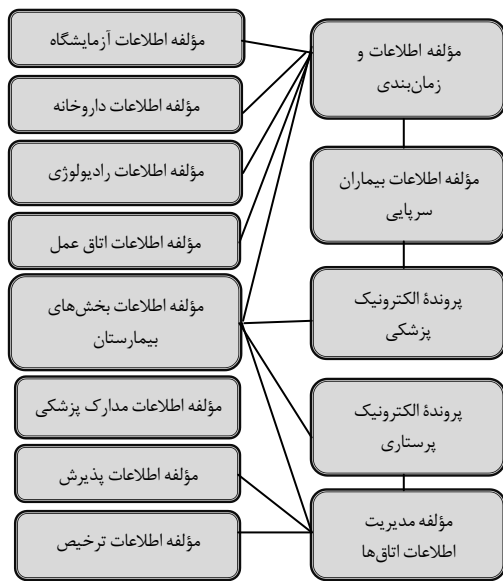 مؤلفه اطلاعات و
زمان‌بندی
مؤلفه اطلاعات بیماران
سرپایی
پروندۀ الکترونیک
پزشکی
پروندۀ الکترونیک
پرستاری
مؤلفه مدیریت
اطلاعات اتاق‌ها
مؤلفه اطلاعات آزمایشگاه
مؤلفه اطلاعات داروخانه
مؤلفه اطلاعات رادیولوژی
مؤلفه اطلاعات اتاق عمل
مؤلفه اطلاعات بخش‌های
بیمارستان
مؤلفه اطلاعات مدارک پزشکی
مؤلفه اطلاعات پذیرش
مؤلفه اطلاعات ترخیص